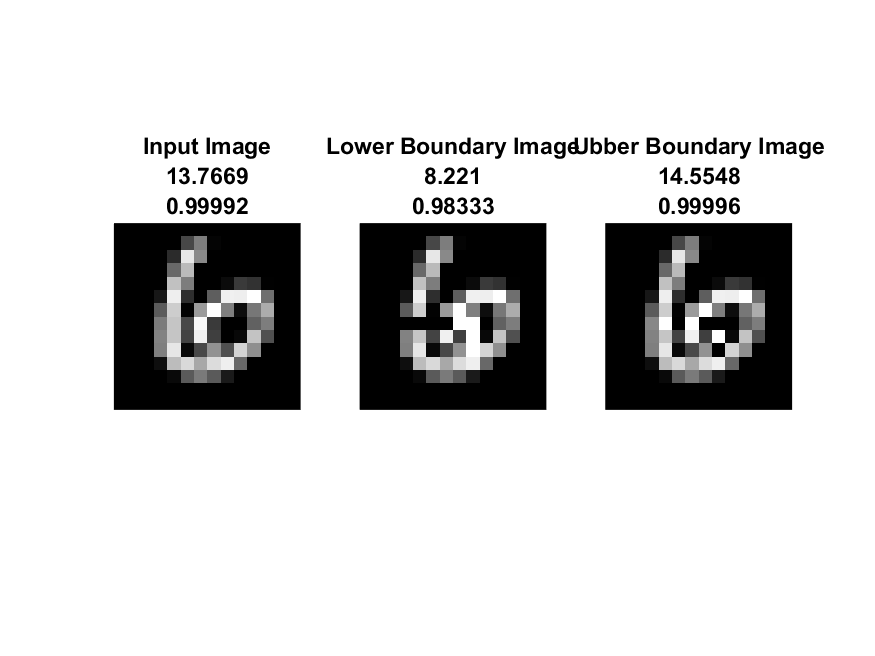 Input Image
13.7669
0.99992
Lower Boundary Image
8.221
0.98333
Ubber Boundary Image
14.5548
0.99996